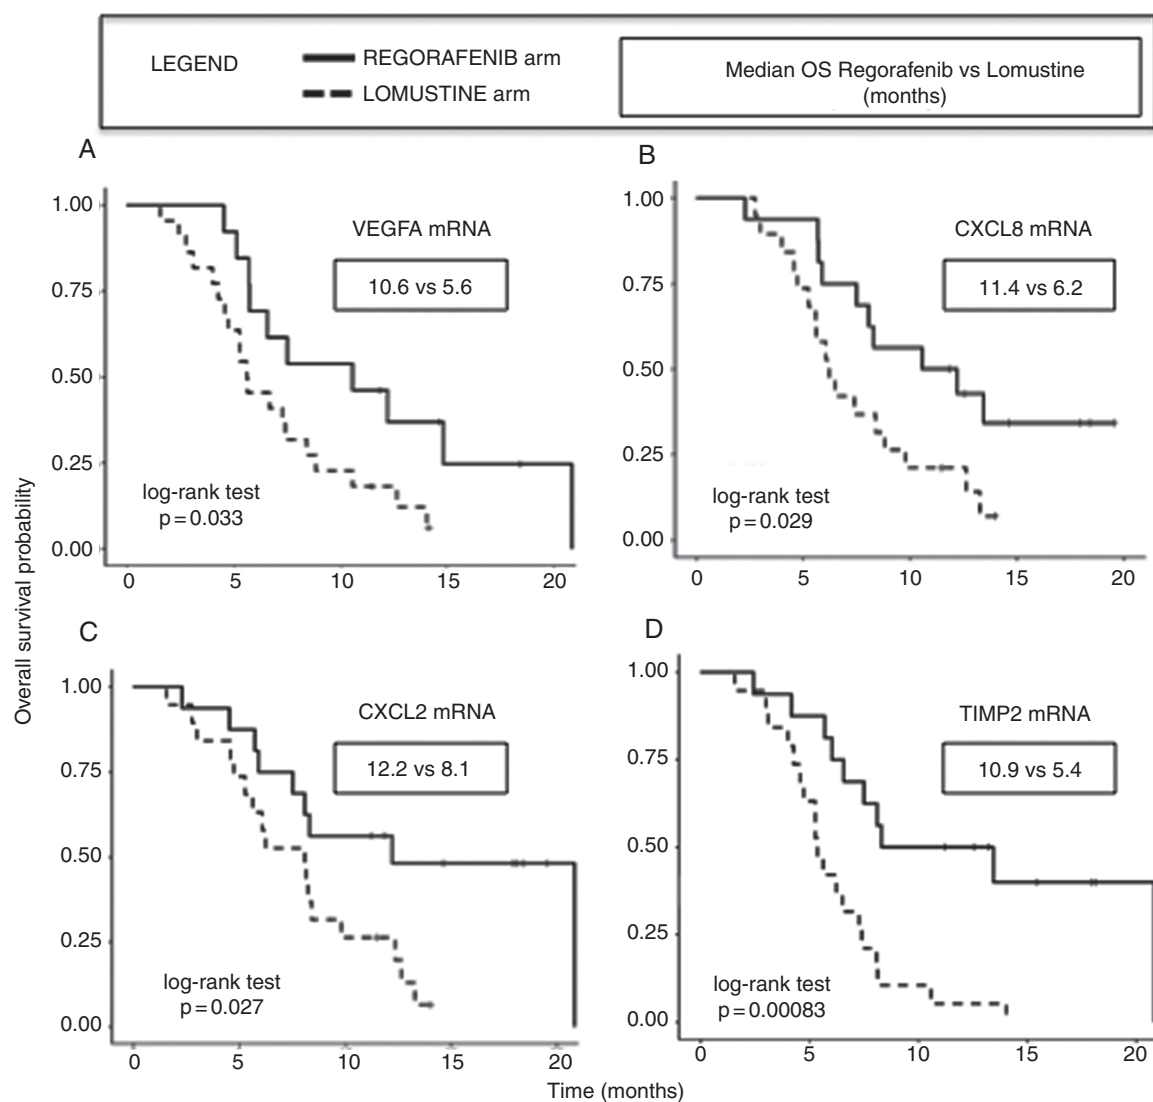 LEGEND
REGORAFENIB arm
LOMUSTINE arm
Median OS Regorafenib vs Lomustine
(months)
A
1.00
0.75
0.50
0.25
0.00
VEGFA mRNA
10.6 vs 5.6
log-rank test
p=0.033
0 5 10 15 20
B
1.00
0.75
0.50
0.25
0.00
CXCL8 mRNA
11.4 vs 6.2
log-rank test
p=0.029
0 5 10 15 20
Overall survival probability
C
1.00
0.75
0.50
0.25
0.00
CXCL2 mRNA
12.2 vs 8.1
log-rank test
p=0.027
0 5 10 15 20
D
1.00
0.75
0.50
0.25
0.00
TIMP2 mRNA
10.9 vs 5.4
log-rank test
p=0.00083
0 5 10 15 20
Time (months)